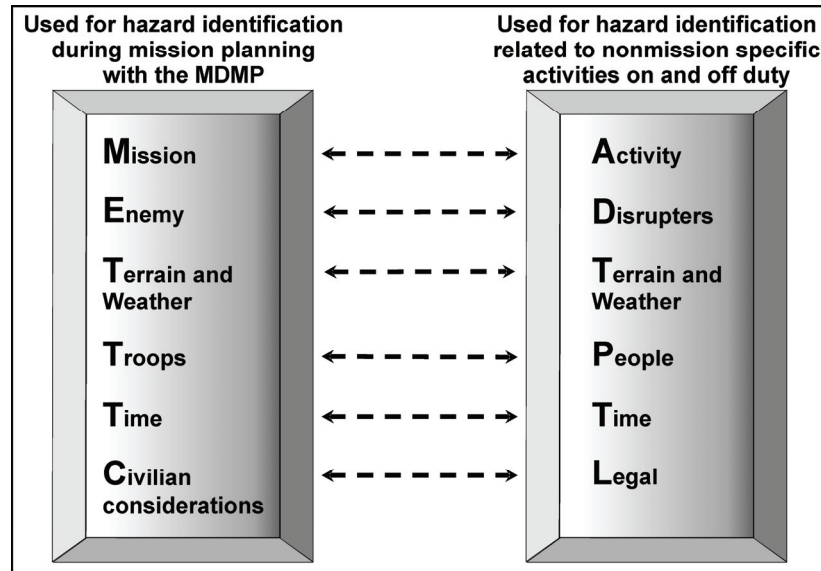 Used for hazard identification
during mission planning
with the MDMP
Used for hazard identification
related to nonmission specific
activities on and off duty
Mission
Enemy
Terrain and
Weather
Troops
Time
Civilian
considerations
Activity
Disrupters
Terrain and
Weather
People
Time
Legal